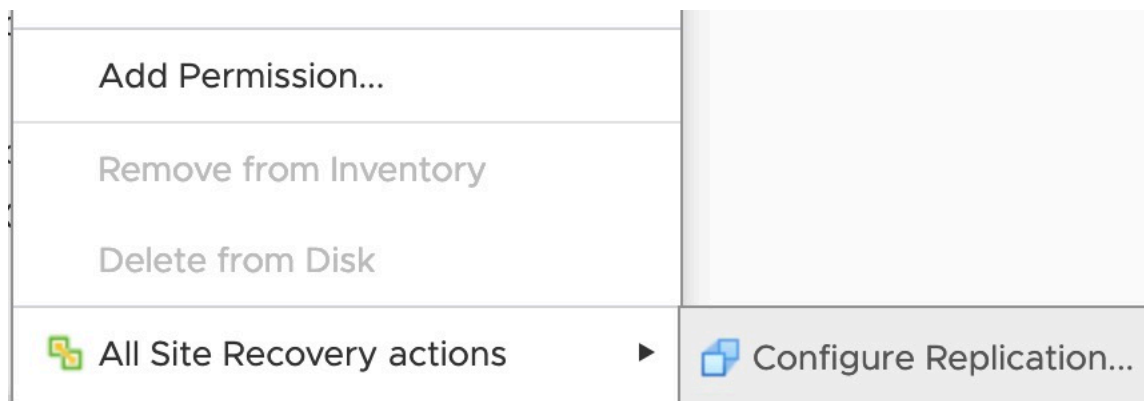 Add Permission...
Remove from Inventory
Delete from Disk
All Site Recovery actions
Configure Replication...